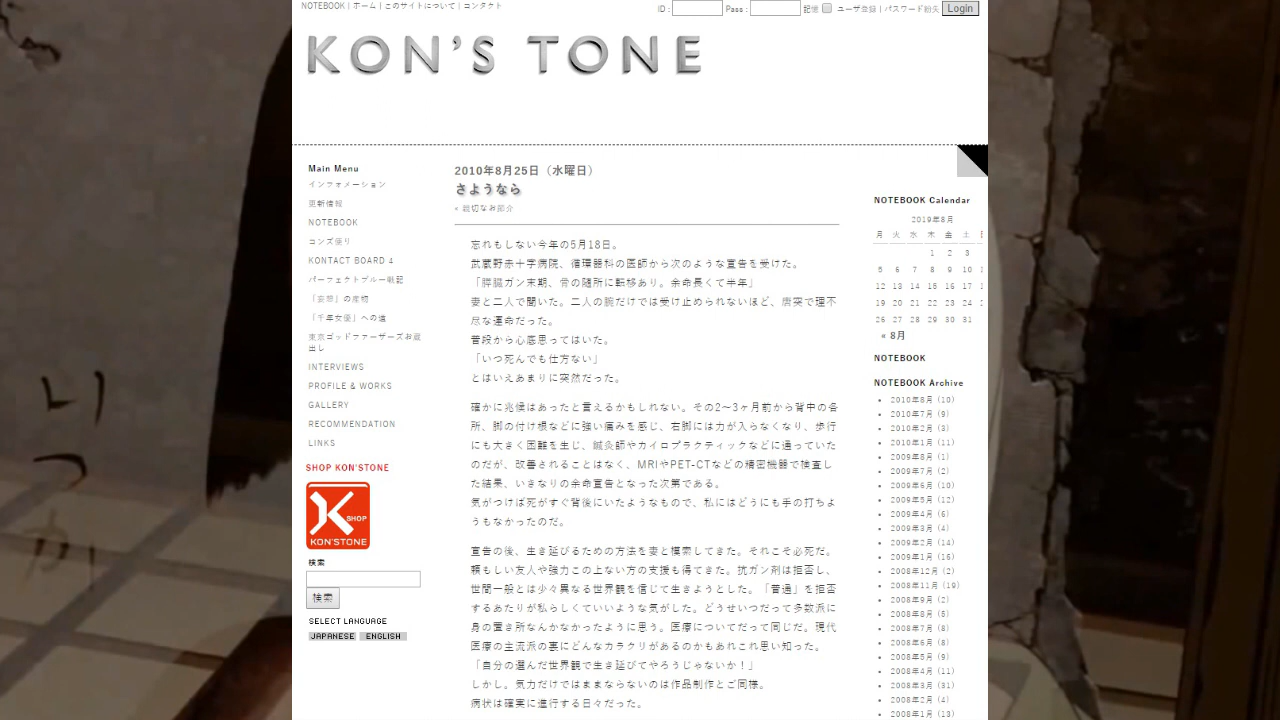 NOTEBOOK | ホーム | このサイトについて | コンタクト
ID : Pass : 記憶 ユーザ登録 | パスワード紛失 Login
KON'S TONE
Main Menu
インフォメーション
更新情報
NOTEBOOK
コンズ便り
KONTACT BOARD 4
パーフェクトブルー戦記
「妄想」の産物
「千年女優」への道
東京ゴッドファーザーズお蔵
出し
INTERVIEWS
PROFILE & WORKS
GALLERY
RECOMMENDATION
LINKS
SHOP KON'STONE
K SHOP
KON'STONE
検索
検索
SELECT LANGUAGE
JAPANESE ENGLISH
2010年8月25日（水曜日）
さようなら
« 親切なお節介
忘れもしない今年の5月18日。
武蔵野赤十字病院、循環器科の医師から次のような宣告を受けた。
「膵臓ガン末期、骨の随所に転移あり。余命長くて半年」
妻と二人で聞いた。二人の腕だけでは受け止められないほど、唐突で理不
尽な運命だった。
普段から心底思ってはいた。
「いつ死んでも仕方ない」
とはいえあまりに突然だった。
確かに兆候はあったと言えるかもしれない。その2〜3ヶ月前から背中の各
所、脚の付け根などに強い痛みを感じ、右脚には力が入らなくなり、歩行
にも大きく困難を生じ、鍼灸師やカイロプラクティックなどに通っていた
のだが、改善されることはなく、MRIやPET-CTなどの精密機器で検査し
た結果、いきなりの余命宣告となった次第である。
気がつけば死がすぐ背後にいたようなもので、私にはどうにも手の打ちよ
うもなかったのだ。
宣告の後、生き延びるための方法を妻と模索してきた。それこそ必死だ。
頼もしい友人や強力この上ない方の支援も得てきた。抗ガン剤は拒否し、
世間一般とは少々異なる世界観を信じて生きようとした。「普通」を拒否
するあたりが私らしくていいような気がした。どうせいつだって多数派に
身の置き所なんかなかったように思う。医療についてだって同じだ。現代
医療の主流派の裏にどんなカラクリがあるのかもあれこれ思い知った。
「自分の選んだ世界観で生き延びてやろうじゃないか！」
しかし。気力だけではままならないのは作品制作とご同様。
病状は確実に進行する日々だった。
NOTEBOOK Calendar
2019年8月
月 火 水 木 金 土
1 2 3
5 6 7 8 9 10
12 13 14 15 16 17
19 20 21 22 23 24
26 27 28 29 30 31
« 8月
NOTEBOOK
NOTEBOOK Archive
2010年8月 (10)
2010年7月 (9)
2010年2月 (3)
2010年1月 (11)
2009年8月 (1)
2009年7月 (2)
2009年6月 (10)
2009年5月 (12)
2009年4月 (6)
2009年3月 (4)
2009年2月 (14)
2009年1月 (16)
2008年12月 (2)
2008年11月 (19)
2008年9月 (2)
2008年8月 (5)
2008年7月 (8)
2008年6月 (8)
2008年5月 (9)
2008年4月 (11)
2008年3月 (31)
2008年2月 (4)
2008年1月 (13)